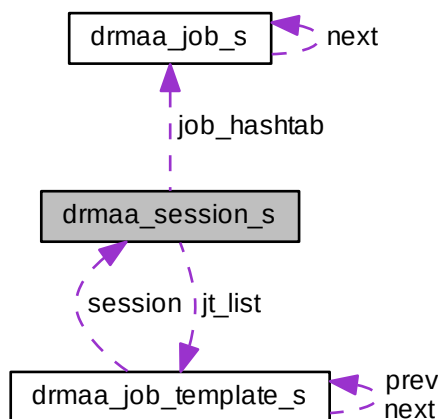 drmaa_job_s
next
job_hashtab
drmaa_session_s
session
jt_list
prev
drmaa_job_template_s
next